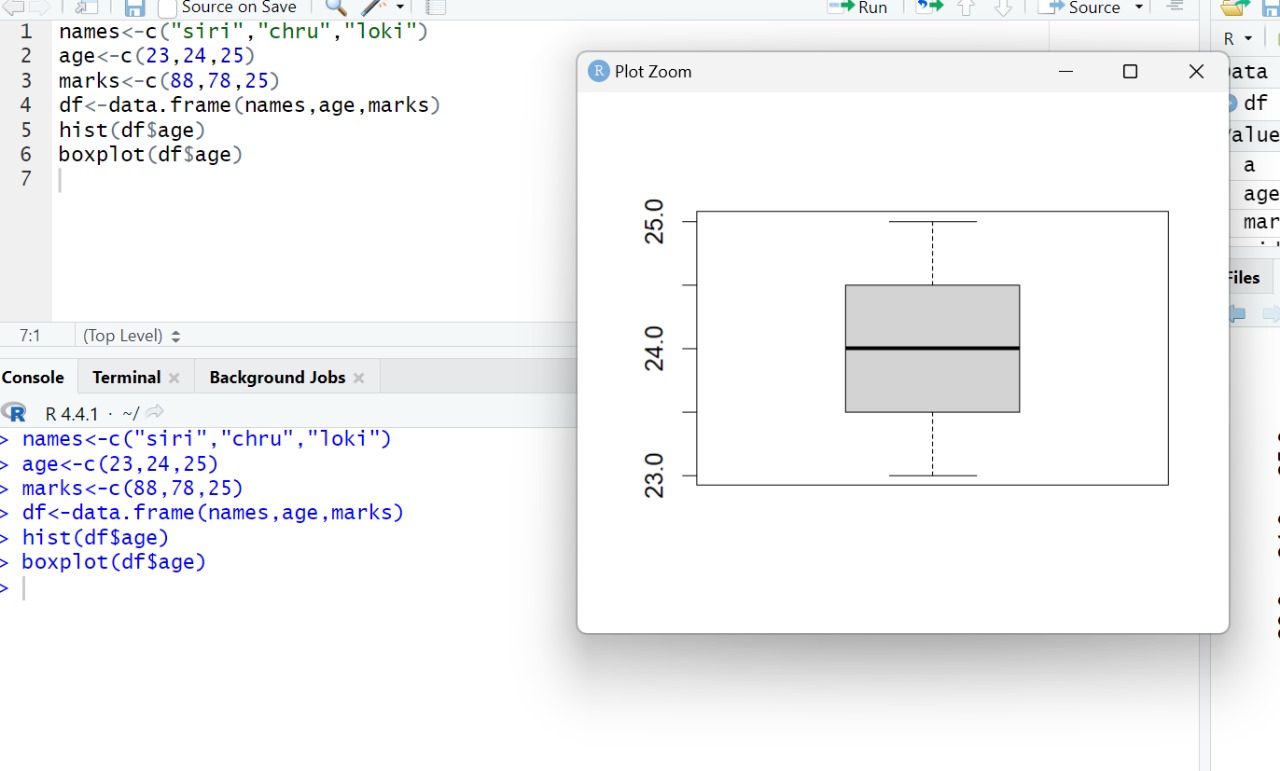 Source on Save
Run
Source
1 names<-c("siri","chru","loki")
2 age<-c(23,24,25)
3 marks<-c(88,78,25)
4 df<-data.frame(names,age,marks)
5 hist(df$age)
6 boxplot(df$age)
7
7:1 (Top Level)
Console Terminal Background Jobs
R R 4.4.1 · ~/
> names<-c("siri","chru","loki")
> age<-c(23,24,25)
> marks<-c(88,78,25)
> df<-data.frame(names,age,marks)
> hist(df$age)
> boxplot(df$age)
>
R Plot Zoom
25.0
24.0
23.0
R
ata
df
alue
a
age
mar
Files